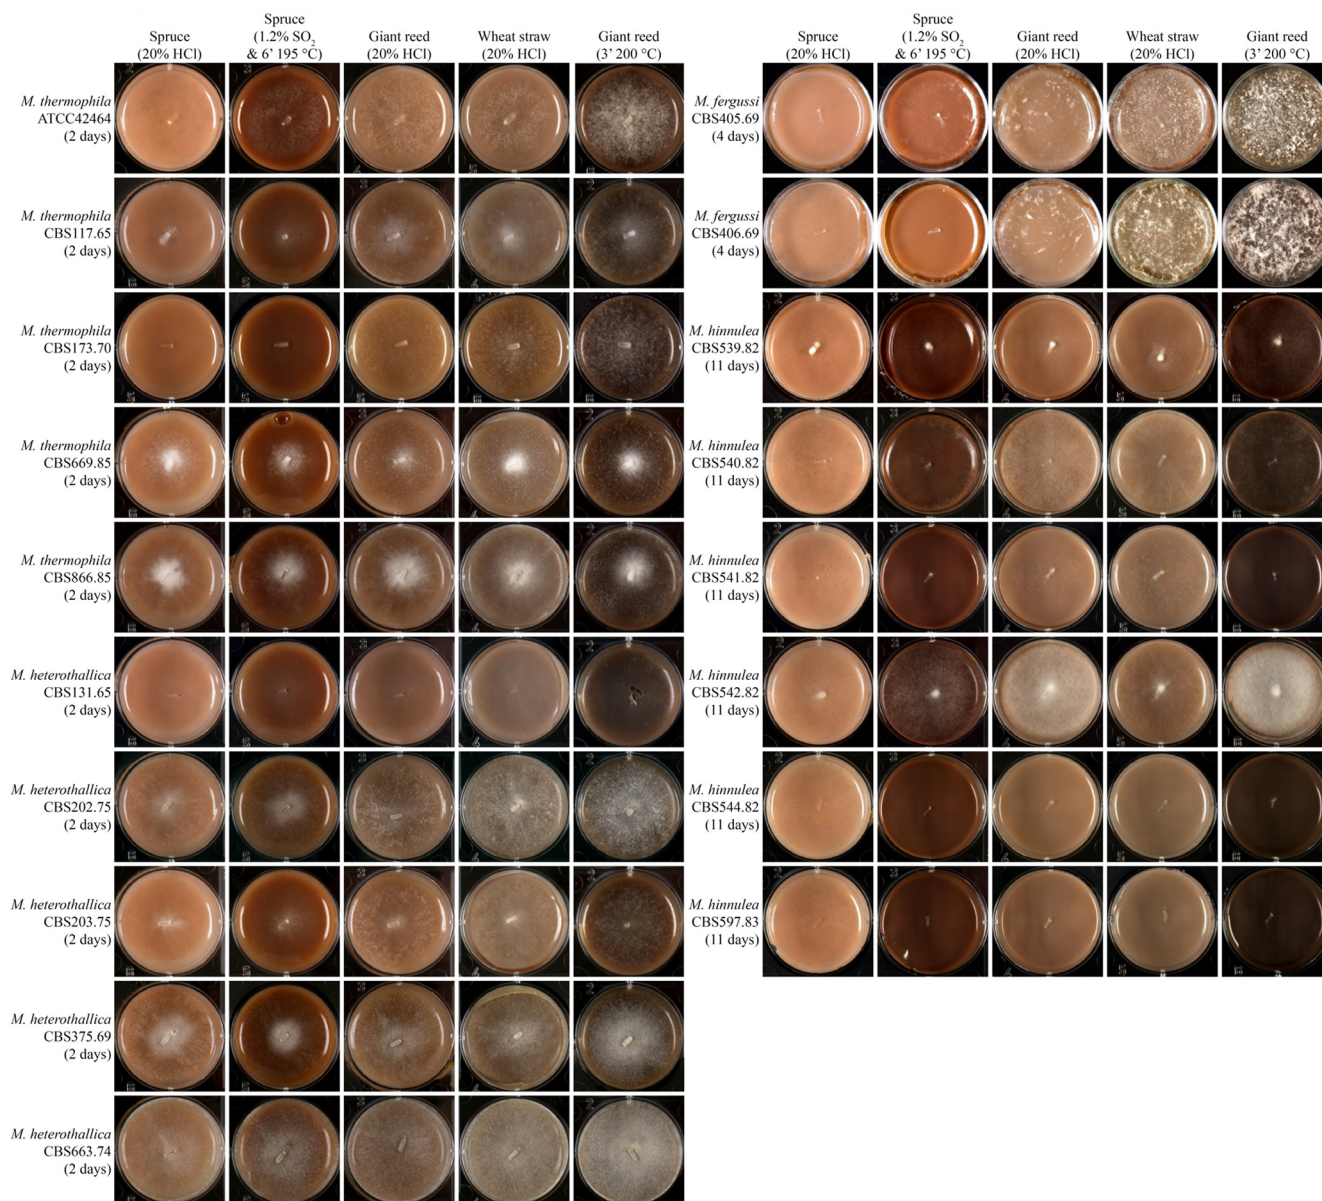 Spruce
(20% HCl)
Spruce
(1.2% SO2
& 6' 195 °C)
Giant reed
(20% HCl)
Wheat straw
(20% HCl)
Giant reed
(3' 200 °C)
M. thermophila
ATCC42464
(2 days)
M. thermophila
CBS117.65
(2 days)
M. thermophila
CBS173.70
(2 days)
M. thermophila
CBS669.85
(2 days)
M. thermophila
CBS866.85
(2 days)
M. heterothallica
CBS131.65
(2 days)
M. heterothallica
CBS202.75
(2 days)
M. heterothallica
CBS203.75
(2 days)
M. heterothallica
CBS375.69
(2 days)
M. heterothallica
CBS663.74
(2 days)
Spruce
(20% HCl)
Spruce
(1.2% SO2
& 6' 195 °C)
Giant reed
(20% HCl)
Wheat straw
(20% HCl)
Giant reed
(3' 200 °C)
M. fergussi
CBS405.69
(4 days)
M. fergussi
CBS406.69
(4 days)
M. hinnulea
CBS539.82
(11 days)
M. hinnulea
CBS540.82
(11 days)
M. hinnulea
CBS541.82
(11 days)
M. hinnulea
CBS542.82
(11 days)
M. hinnulea
CBS544.82
(11 days)
M. hinnulea
CBS597.83
(11 days)